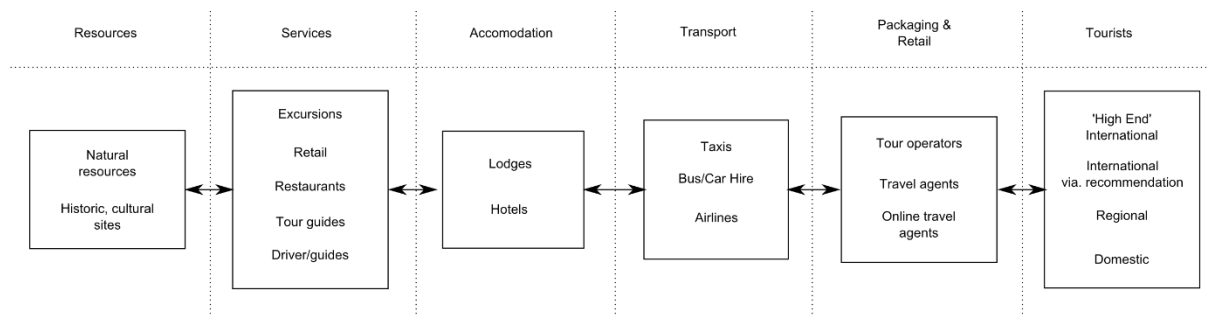 Resources
Services
Accomodation
Transport
Packaging &
Retail
Tourists
Natural
resources
Historic, cultural
sites
Excursions
Retail
Restaurants
Tour guides
Driver/guides
Lodges
Hotels
Taxis
Bus/Car Hire
Airlines
Tour operators
Travel agents
Online travel
agents
'High End'
International
International
via. recommendation
Regional
Domestic